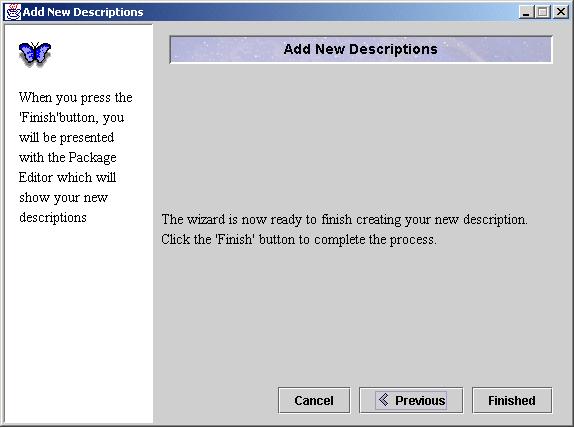 Add New Descriptions
Add New Descriptions
When you press the
'Finish'button, you
will be presented
with the Package
Editor which will
show your new
descriptions
The wizard is now ready to finish creating your new description.
Click the 'Finish' button to complete the process.
Cancel
Previous
Finished